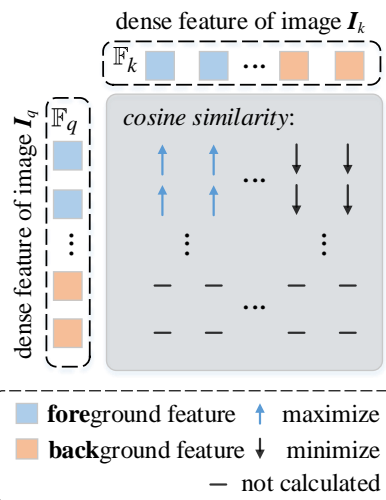 dense feature of image I_k
𝔽_k
...
dense feature of image I_q
𝔽_q
cosine similarity:
...
foreground feature
maximize
background feature
minimize
not calculated